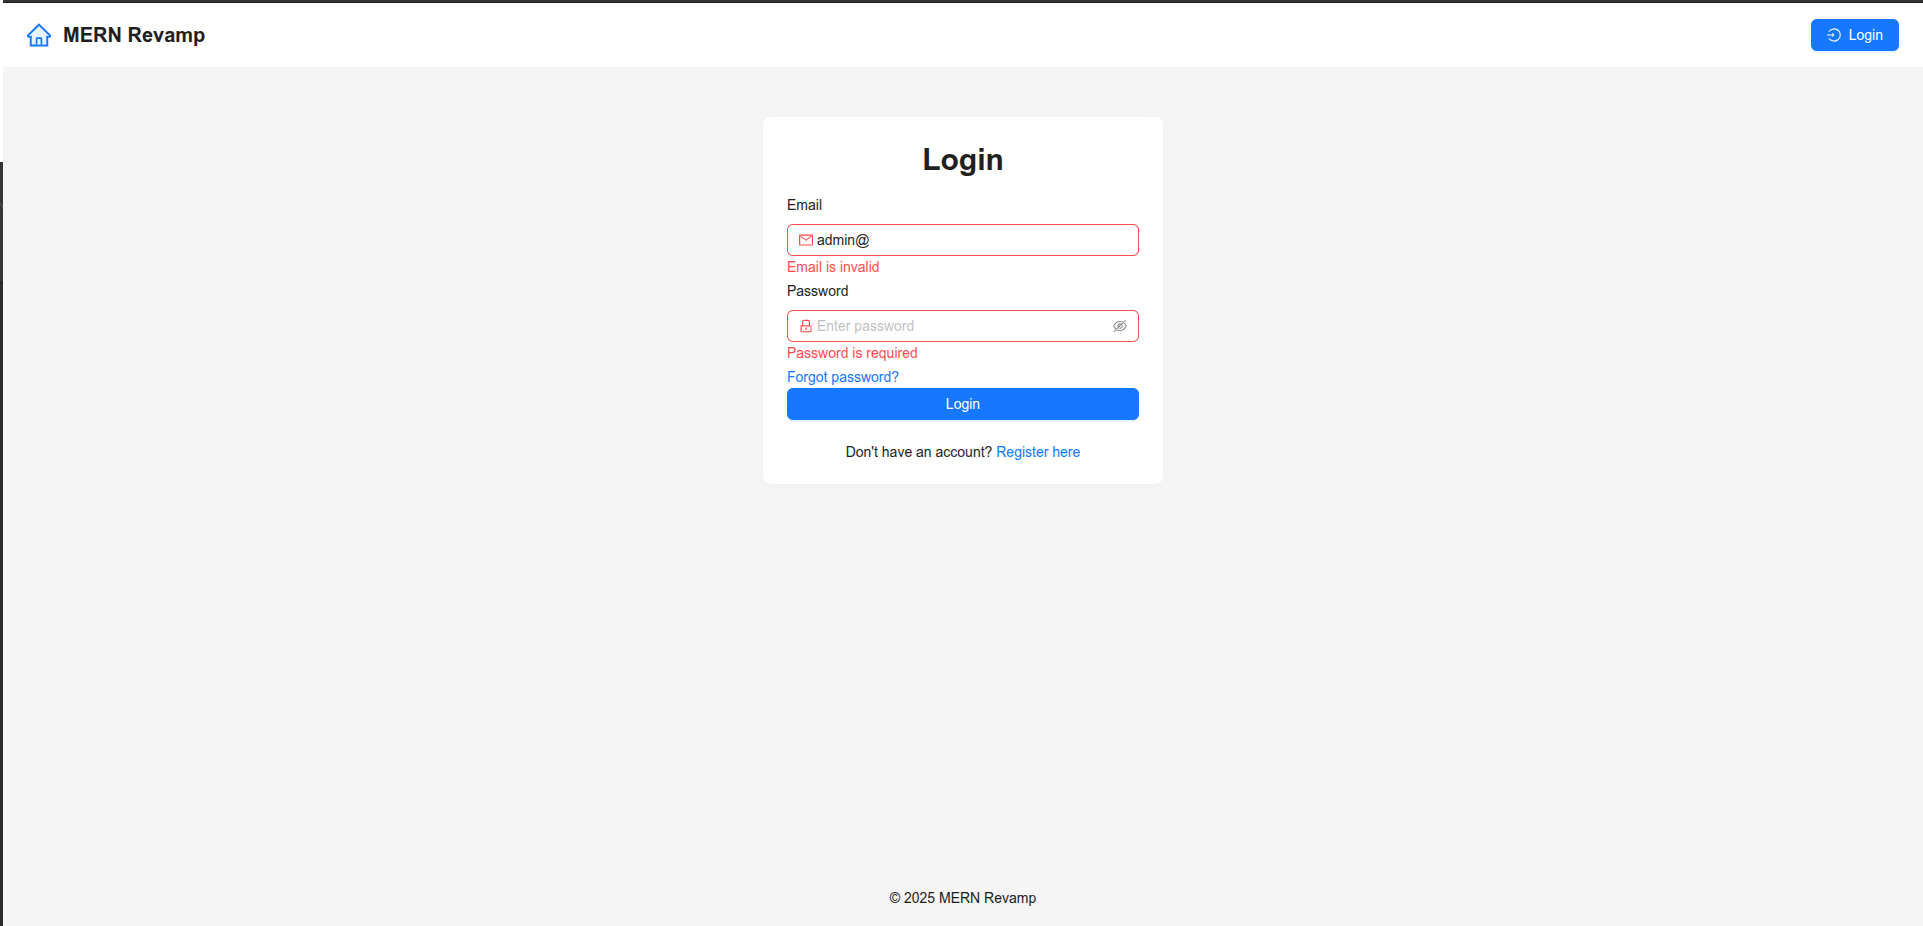 MERN Revamp
Login
Login
Email
admin@
Email is invalid
Password
Enter password
Password is required
Forgot password?
Login
Don't have an account? Register here
© 2025 MERN Revamp